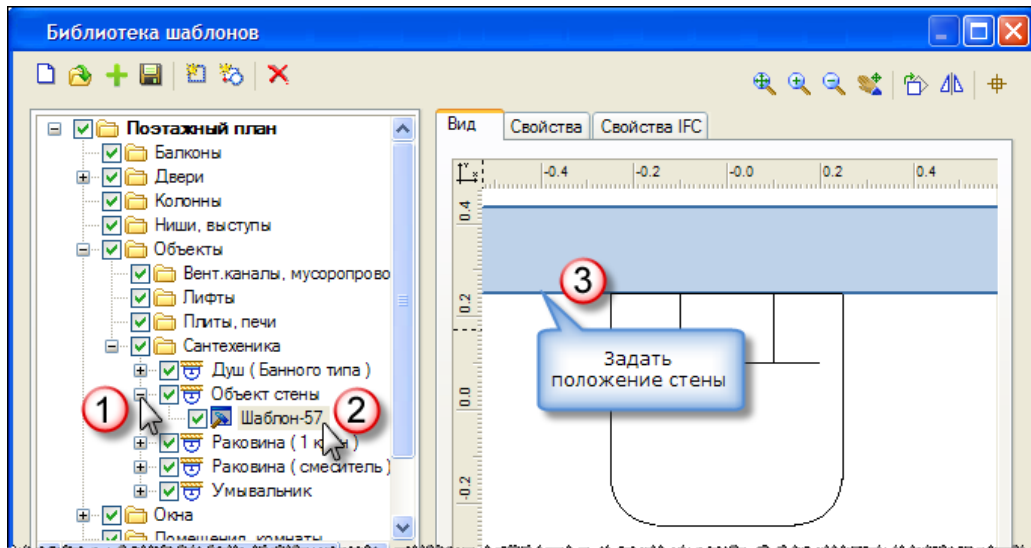 Библиотека шаблонов
Поэтажный план
Балконы
Двери
Колонны
Ниши, выступы
Объекты
Вент.каналы, мусоропрово
Лифты
Плиты, печи
Сантехеника
Душ ( Банного типа )
Объект стены
Шаблон-57
Раковина ( 1
Раковина ( смеситель )
Умывальник
Окна
Помещения, комнаты
1
2
Вид Свойства Свойства IFC
Y
x
-0.4 -0.2 -0.0 0.2 0.4
0.4
0.2
0.0
-0.2
3
Задать
положение стены